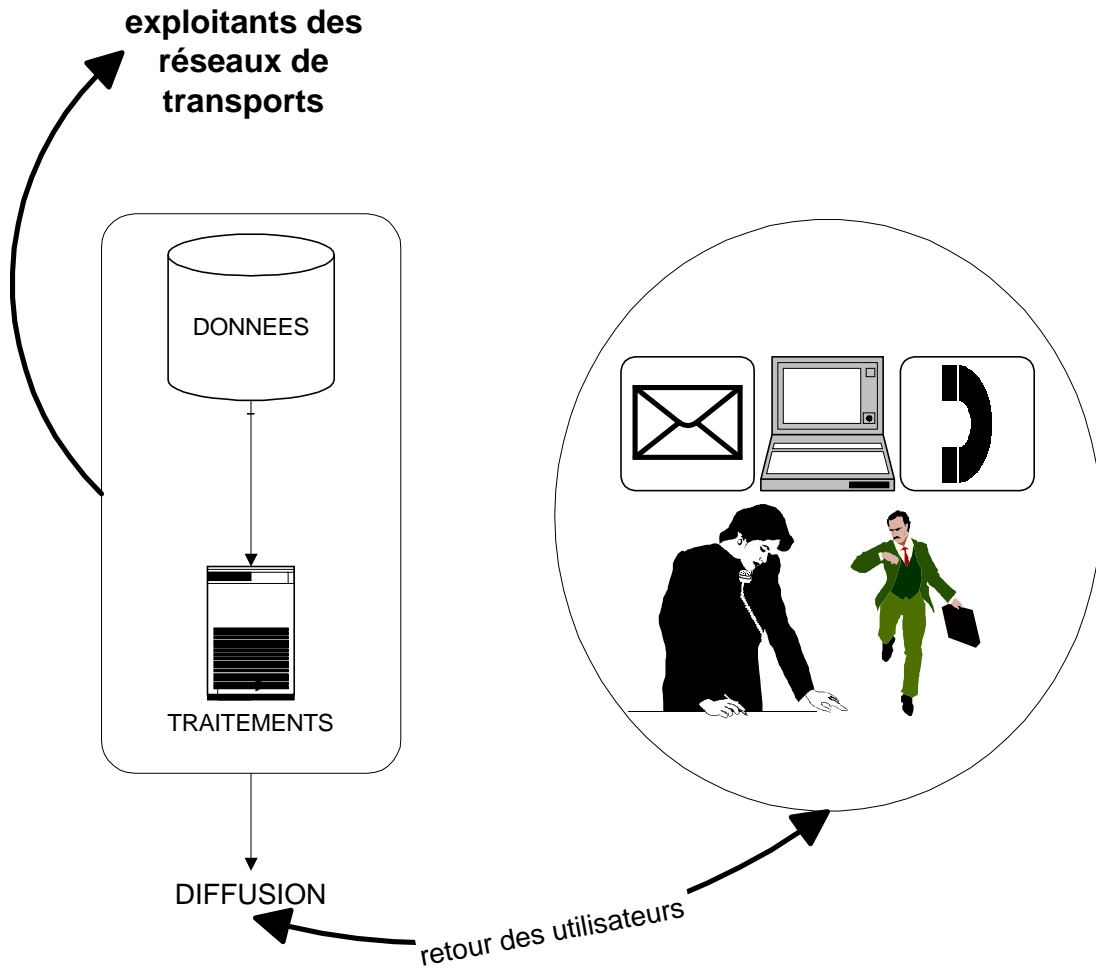 exploitants des
réseaux de
transports
DONNEES
TRAITEMENTS
DIFFUSION
retour des utilisateurs